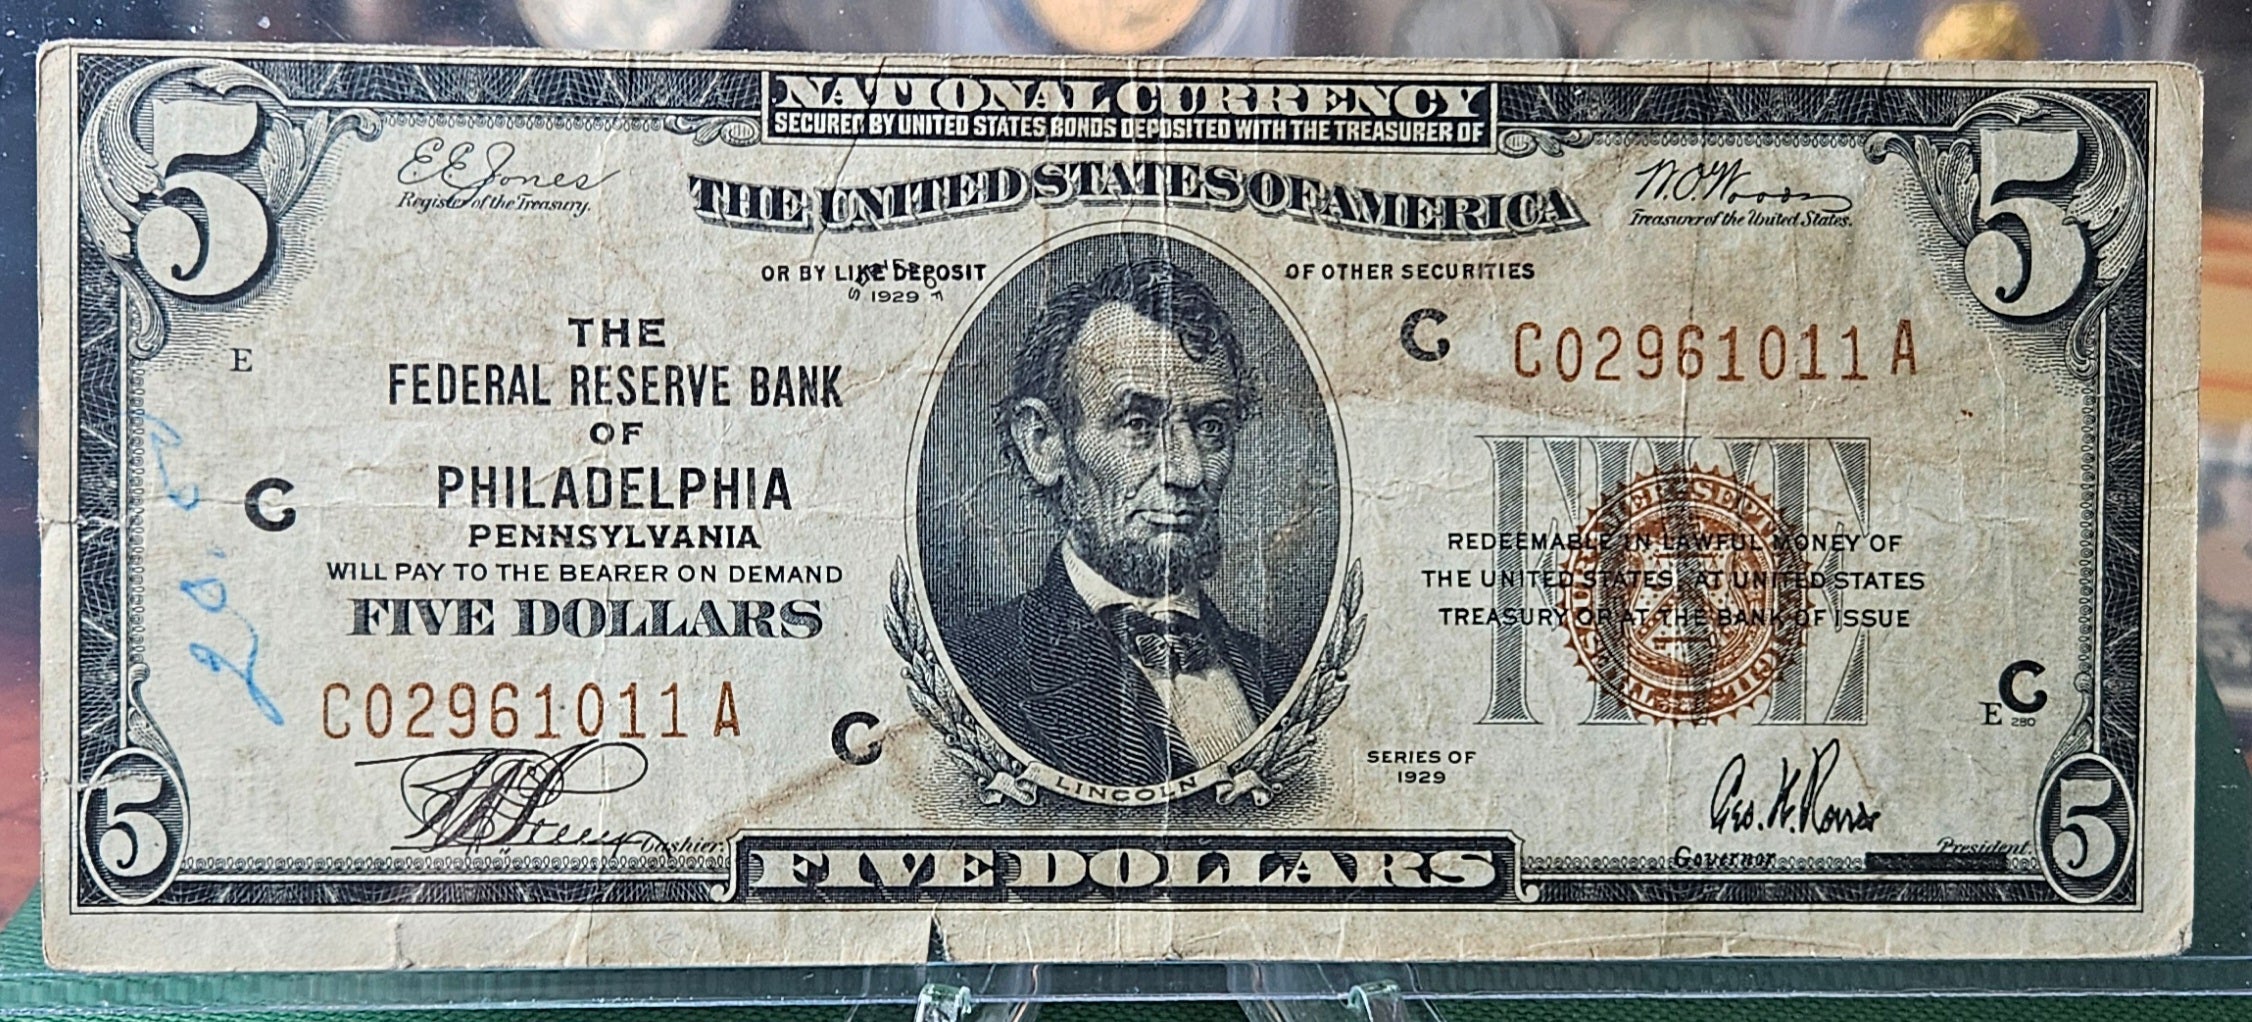 NATIONAL CURRENCY
SECURED BY UNITED STATES BONDS DEPOSITED WITH THE TREASURER OF
THE UNITED STATES OF AMERICA
5
5
E E Jones
Register of the Treasury.
W.O. Woods
Treasurer of the United States.
OR BY LIKE DEPOSIT
OF OTHER SECURITIES
SERIES OF
1929
E
THE
FEDERAL RESERVE BANK
OF
PHILADELPHIA
PENNSYLVANIA
WILL PAY TO THE BEARER ON DEMAND
FIVE DOLLARS
C
C
C02961011A
FIVE
REDEEMABLE IN LAWFUL MONEY OF
THE UNITED STATES, AT UNITED STATES
TREASURY OR AT THE BANK OF ISSUE
C02961011A
C
LINCOLN
SERIES OF
1929
E
C
280
Cashier.
Geo. W. Norris
Governor
President.
5
FIVE DOLLARS
5